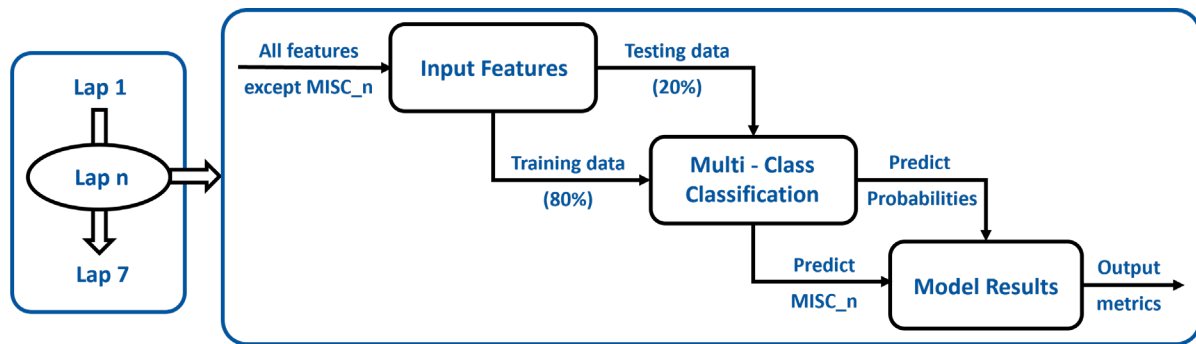 Lap 1
Lap n
Lap 7
All features
except MISC_n
Input Features
Testing data
(20%)
Training data
(80%)
Multi - Class
Classification
Predict
Probabilities
Predict
MISC_n
Model Results
Output
metrics